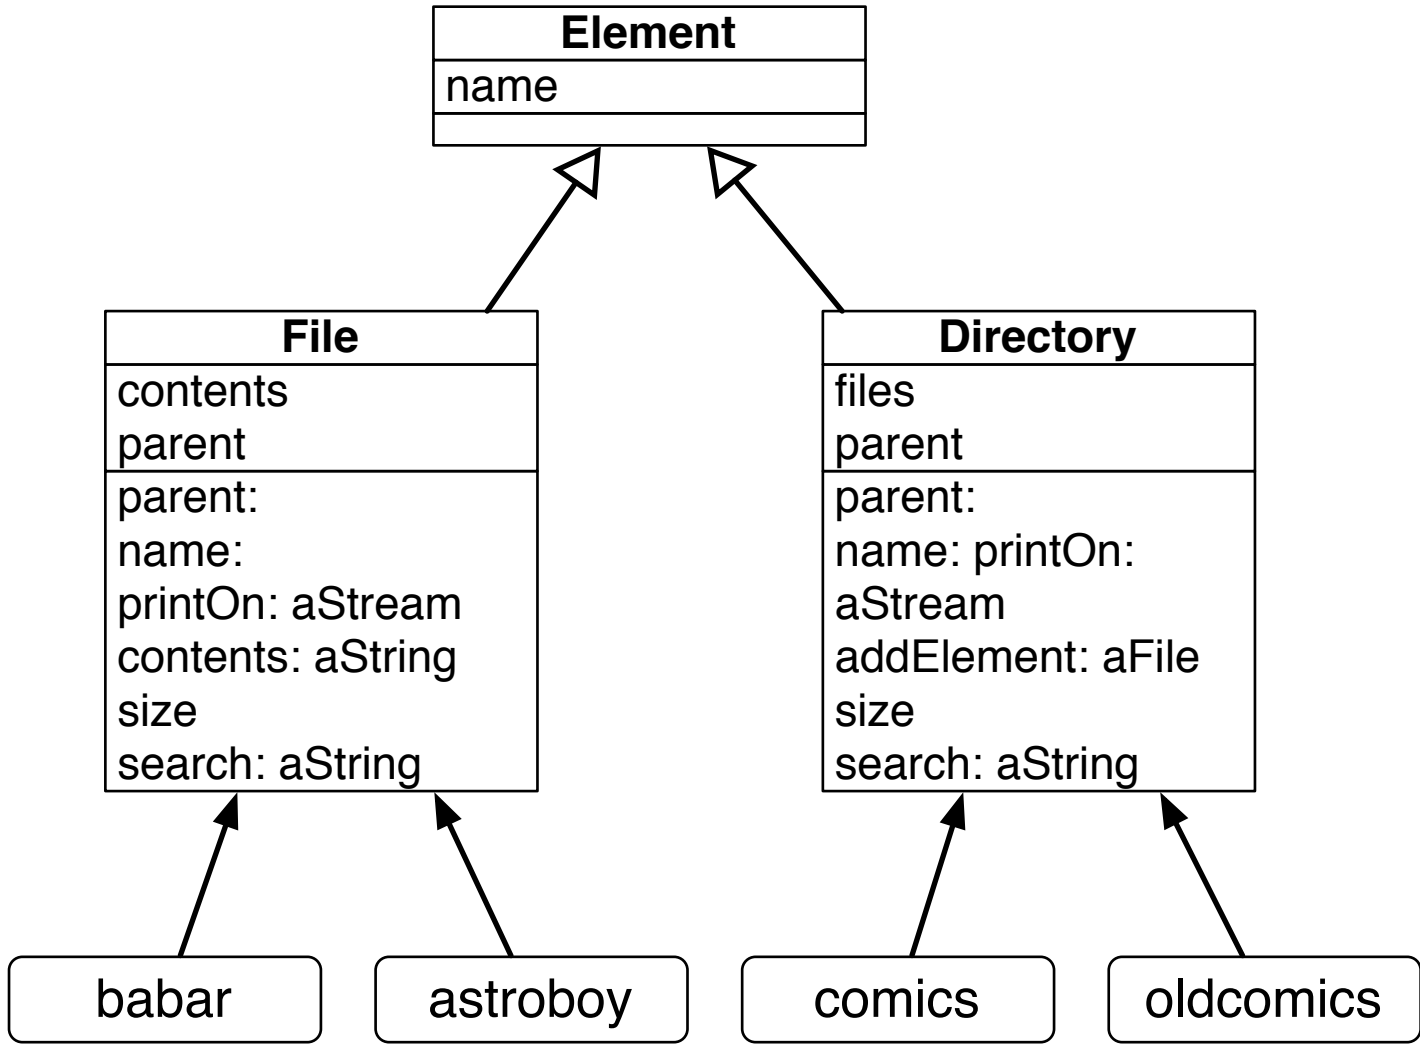 Element
name
File
contents
parent
parent:
name:
printOn: aStream
contents: aString
size
search: aString
Directory
files
parent
parent:
name: printOn:
aStream
addElement: aFile
size
search: aString
babar
astroboy
comics
oldcomics